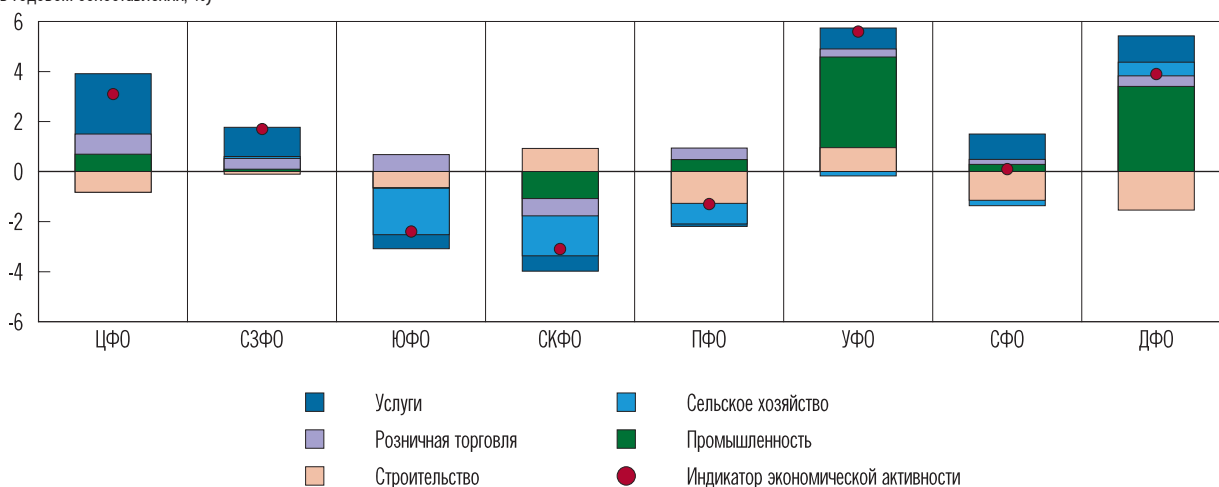 6
4
2
0
-2
-4
-6
ЦФО СЗФО ЮФО СКФО ПФО УФО СФО ДФО
Услуги Сельское хозяйство
Розничная торговля Промышленность
Строительство Индикатор экономической активности